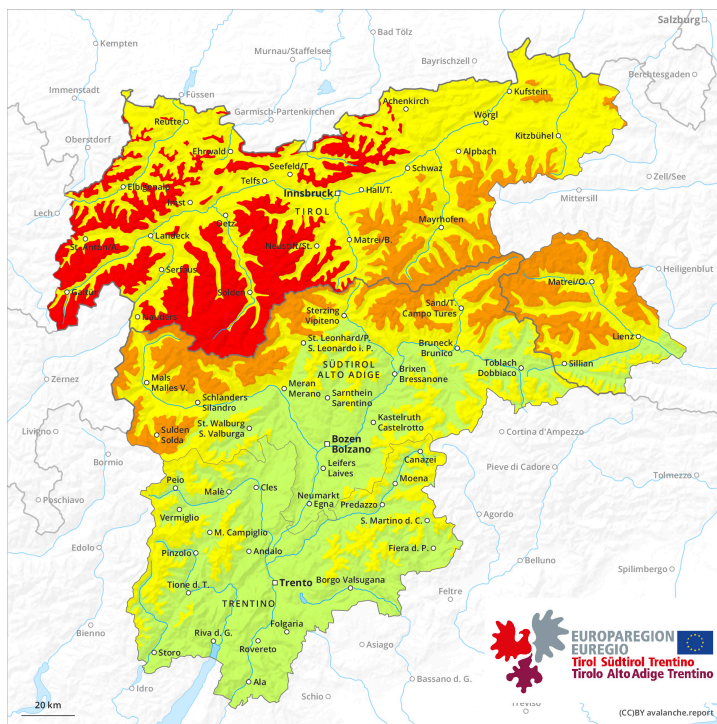 Salzburg
Kempten
Bad Tölz
Murnau/Staffelsee
Bayrischzell
Berchtesgaden
Immenstadt
Füssen
Garmisch-Partenkirchen
Achenkirch
Kufstein
Reutte
Wörgl
Oberstdorf
Ehrwald
Kitzbühel
Seefeld/T.
Alpbach
Telfs
Schwaz
Zell/See
Elbigenalp
Innsbruck
Hall/T.
Mittersill
Imst
Lech
TIROL
Oetz
Mayrhofen
St. Anton/A.
Landeck
Neustift/St.
Matrei/B.
Heiligenblut
Serfaus
Matrei/O.
Galtür
Sölden
Sand/T.
Campo Tures
Nauders
Sterzing
Vipiteno
Lienz
St. Leonhard/P.
S. Leonardo i. P.
Bruneck
Brunico
Toblach
Dobbiaco
Sillian
SÜDTIROL
ALTO ADIGE
Brixen
Bressanone
Zernez
Mals
Malles V.
Meran
Merano
Sarnthein
Sarentino
Schlanders
Silandro
St. Walburg
S. Valburga
Kastelruth
Castelrotto
Livigno
Sulden
Solda
Cortina d'Ampezzo
Bozen
Bolzano
Bormio
Canazei
Pieve di Cadore
Leifers
Laives
Tolmezzo
Poschiavo
Peio
Malè
Cles
Moena
Neumarkt
Egna
Predazzo
Vermiglio
Agordo
S. Martino d. C.
M. Campiglio
Edolo
Pinzolo
Andalo
Fiera d. P.
Belluno
Spilimbergo
Tione d. T.
Trento
Borgo Valsugana
Feltre
TRENTINO
Folgaria
Bienno
Riva d. G.
Rovereto
Asiago
Storo
Bassano d. G.
Idro
Ala
Schio
Treviso
EUROPAREGION
EUREGIO
Tirol Südtirol Trentino
Tirolo Alto Adige Trentino
20 km
(CC)BY avalanche.report